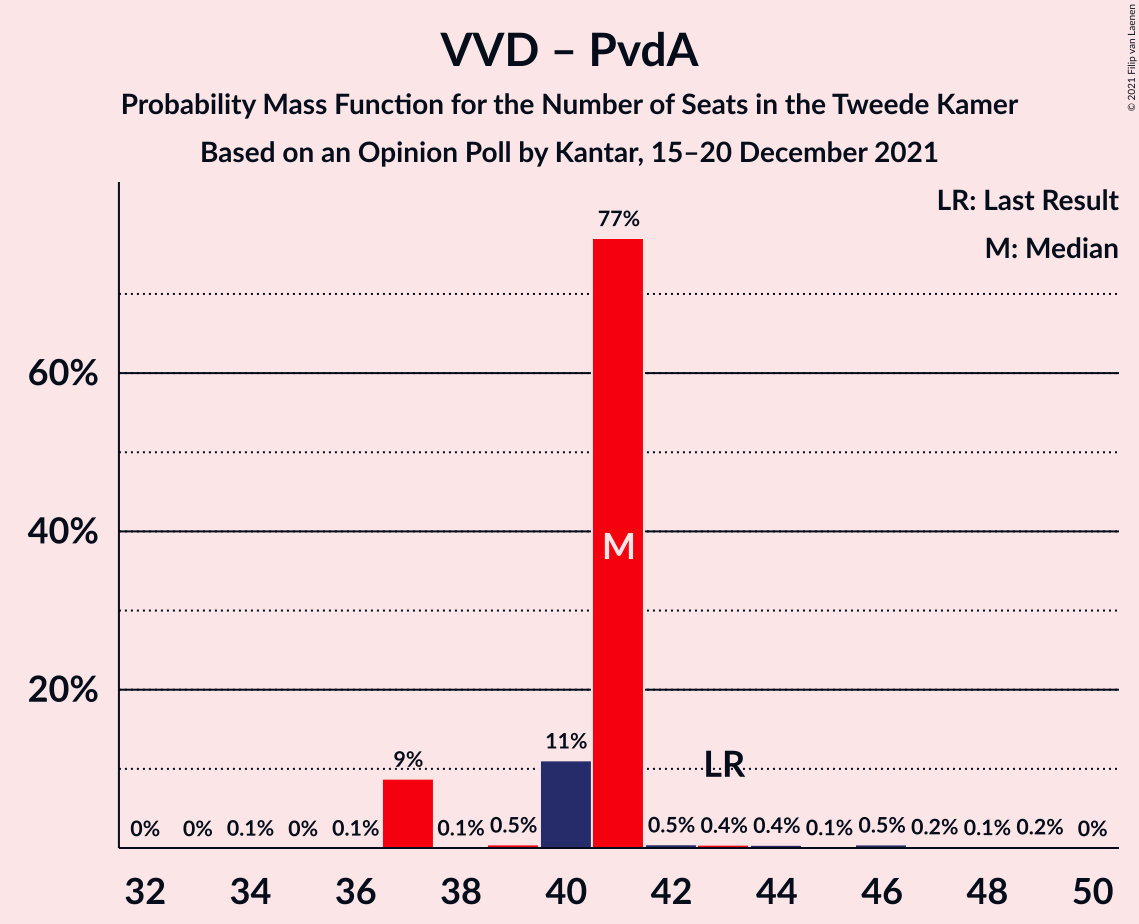 VVD – PvdA
Probability Mass Function for the Number of Seats in the Tweede Kamer
Based on an Opinion Poll by Kantar, 15–20 December 2021
© 2021 Filip van Laenen
LR: Last Result
M: Median
77%
60%
40%
20%
M
LR
0% 0% 0.1% 0% 0.1% 9% 0.1% 0.5% 11% 0.5% 0.4% 0.4% 0.1% 0.5% 0.2% 0.1% 0.2% 0%
32 34 36 38 40 42 44 46 48 50